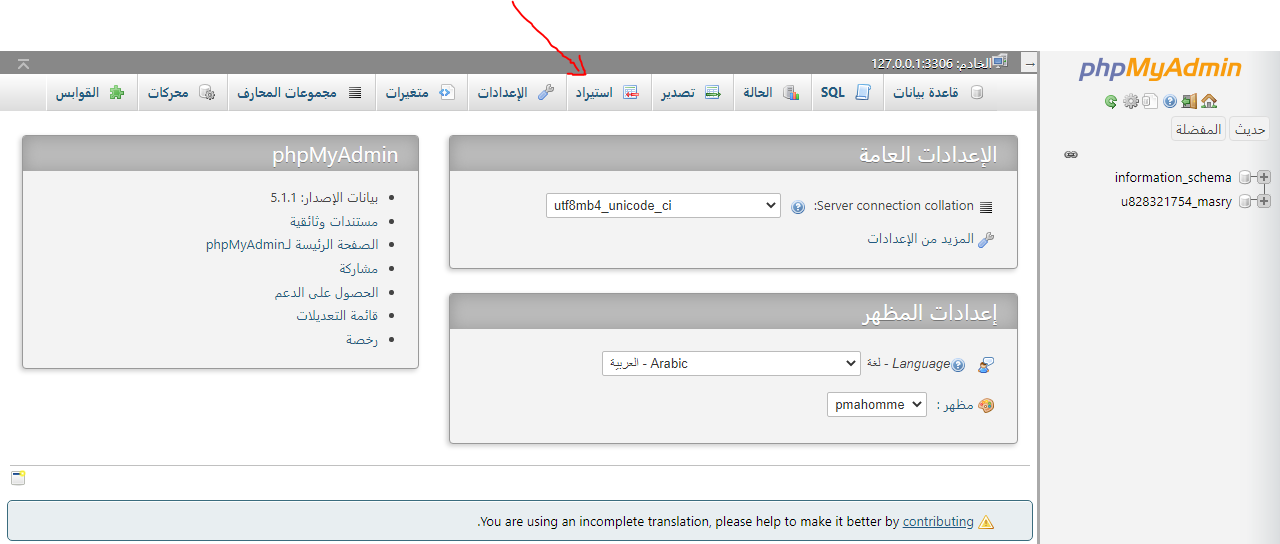 phpMyAdmin
حديث
المفضلة
information_schema
u828321754_masry
الخادم: 127.0.0.1:3306
قاعدة بيانات
SQL
الحالة
تصدير
استيراد
الإعدادات
متغيرات
مجموعات المحارف
محركات
القوابس
الإعدادات العامة
Server connection collation:
utf8mb4_unicode_ci
المزيد من الإعدادات
إعدادات المظهر
Language - لغة
العربية - Arabic
مظهر :
pmahomme
phpMyAdmin
بيانات الإصدار: 5.1.1
مستندات وثائقية
الصفحة الرئيسة لـphpMyAdmin
مشاركة
الحصول على الدعم
قائمة التعديلات
رخصة
You are using an incomplete translation, please help to make it better by contributing.